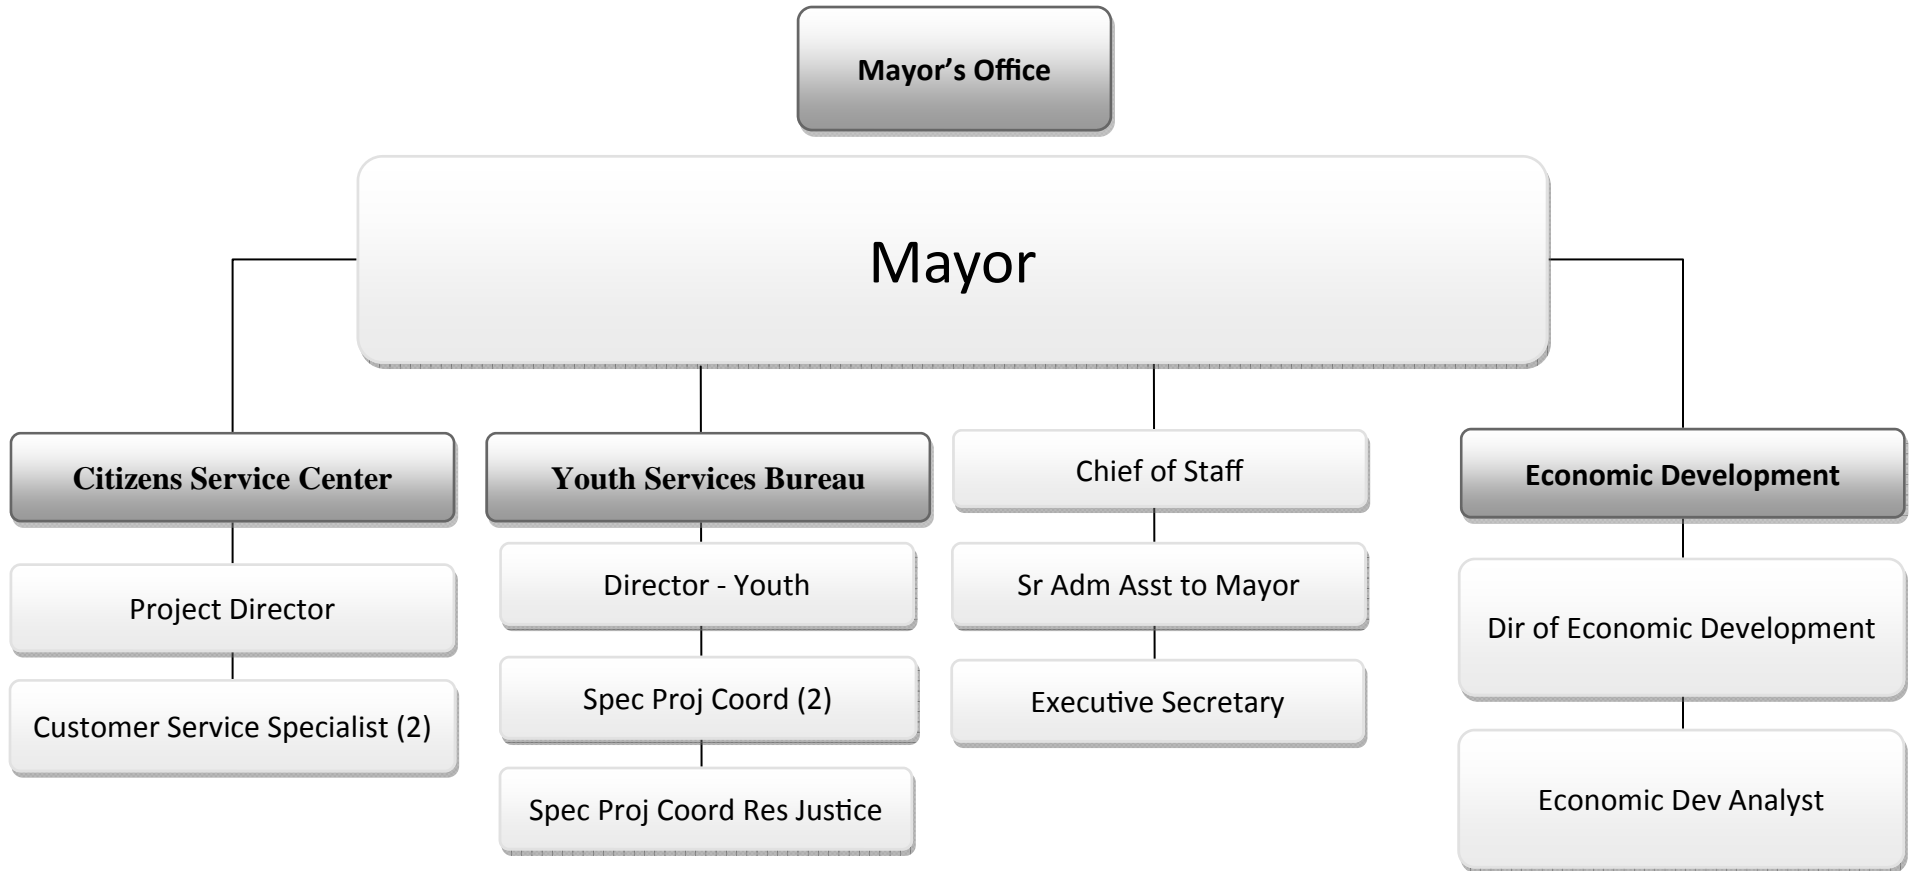 Mayor’s Office
Mayor
Citizens Service Center
Project Director
Customer Service Specialist (2)
Youth Services Bureau
Director - Youth
Spec Proj Coord (2)
Spec Proj Coord Res Justice
Chief of Staff
Sr Adm Asst to Mayor
Executive Secretary
Economic Development
Dir of Economic Development
Economic Dev Analyst